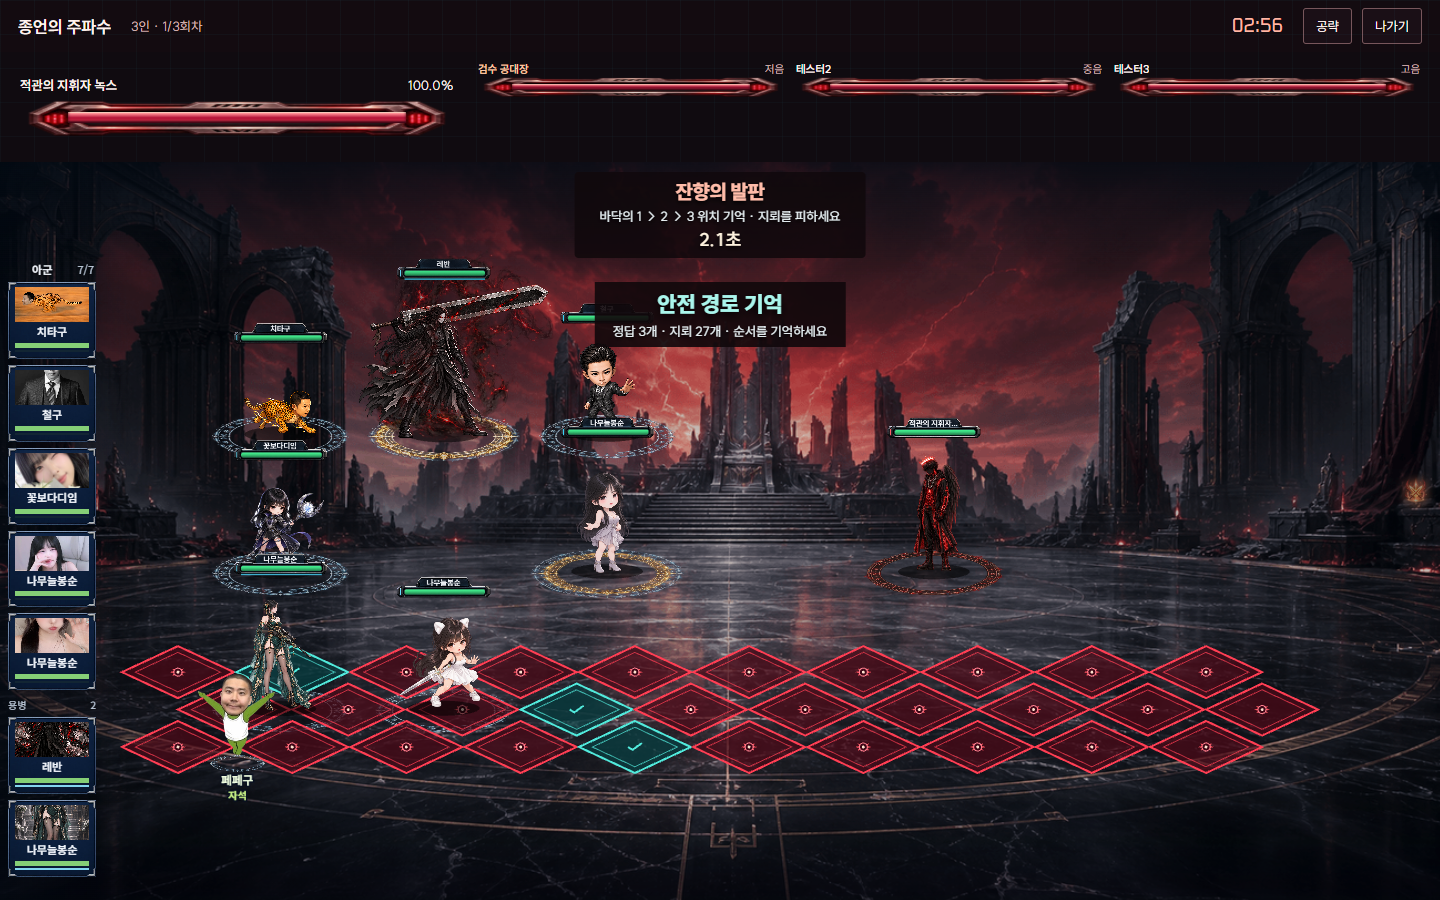 종언의 주파수
3인 · 1/3회차
02:56
공략
나가기
적관의 지휘자 녹스
100.0%
검수 공대장
저음
테스터2
중음
테스터3
고음
잔향의 발판
바닥의 1 > 2 > 3 위치 기억 · 지뢰를 피하세요
2.1초
안전 경로 기억
정답 3개 · 지뢰 27개 · 순서를 기억하세요
아군
7/7
치타구
철구
꽃보다디임
나무늘봉순
나무늘봉순
용병
2
레반
나무늘봉순
레반
치타구
나무늘봉순
적관의 지휘자...
꽃보다디임
나무늘봉순
나무늘봉순
페페구
자석